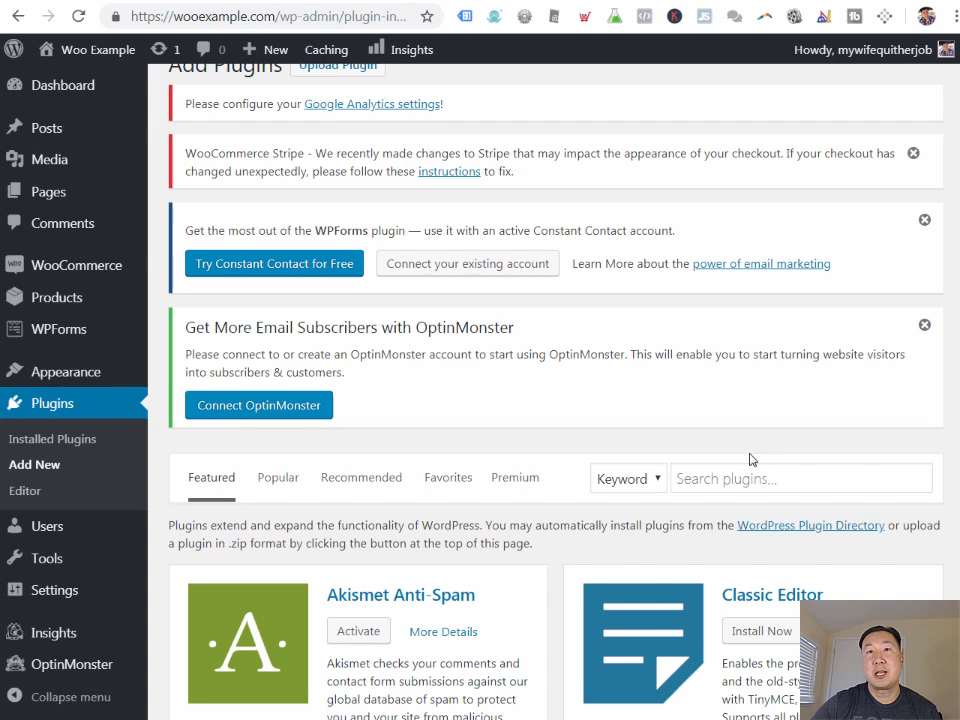 https://wooexample.com/wp-admin/plugin-in...
Woo Example
1
0
New
Caching
Insights
Howdy, mywifequitherjob
Dashboard
Posts
Media
Pages
Comments
WooCommerce
Products
WPForms
Appearance
Plugins
Installed Plugins
Add New
Editor
Users
Tools
Settings
Insights
OptinMonster
Collapse menu
Add Plugins
Upload Plugin
Please configure your Google Analytics settings!
WooCommerce Stripe - We recently made changes to Stripe that may impact the appearance of your checkout. If your checkout has
changed unexpectedly, please follow these instructions to fix.
Get the most out of the WPForms plugin — use it with an active Constant Contact account.
Try Constant Contact for Free
Connect your existing account
Learn More about the power of email marketing
Get More Email Subscribers with OptinMonster
Please connect to or create an OptinMonster account to start using OptinMonster. This will enable you to start turning website visitors
into subscribers & customers.
Connect OptinMonster
Featured
Popular
Recommended
Favorites
Premium
Keyword
Search plugins...
Plugins extend and expand the functionality of WordPress. You may automatically install plugins from the WordPress Plugin Directory or upload
a plugin in .zip format by clicking the button at the top of this page.
A
Akismet Anti-Spam
Activate
More Details
Akismet checks your comments and
contact form submissions against our
global database of spam to protect
you and your site from malicious
Classic Editor
Install Now
Enables the
and the old-
with TinyMCE,
Supports all